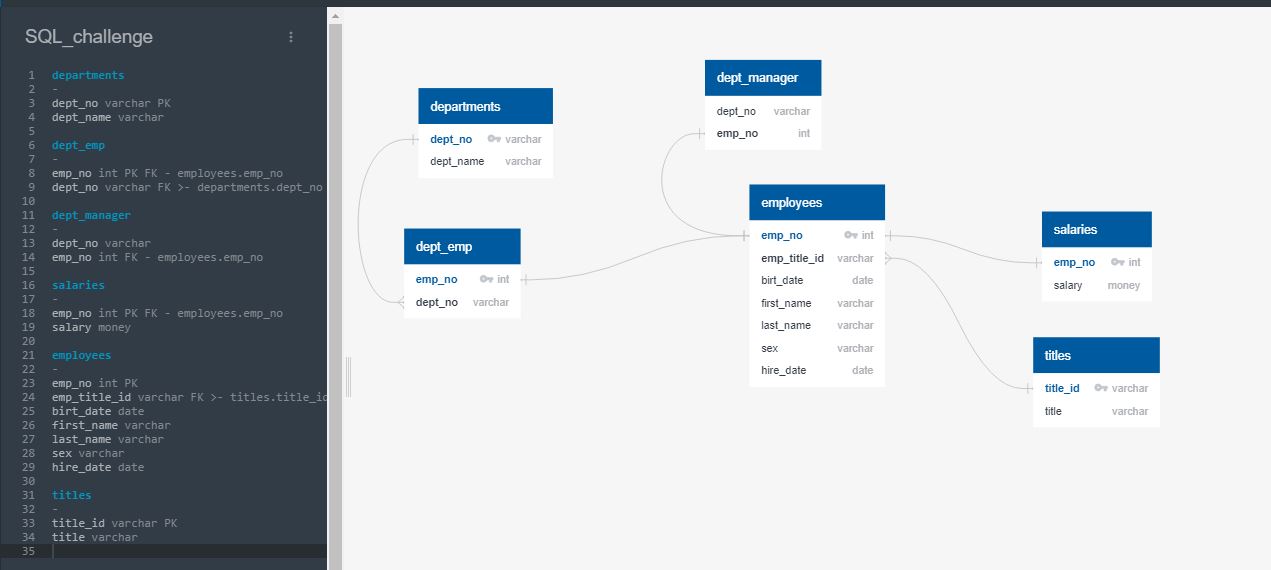 SQL_challenge
1 departments
2 -
3 dept_no varchar PK
4 dept_name varchar
5
6 dept_emp
7 -
8 emp_no int PK FK - employees.emp_no
9 dept_no varchar FK >- departments.dept_no
10
11 dept_manager
12 -
13 dept_no varchar
14 emp_no int FK - employees.emp_no
15
16 salaries
17 -
18 emp_no int PK FK - employees.emp_no
19 salary money
20
21 employees
22 -
23 emp_no int PK
24 emp_title_id varchar FK >- titles.title_id
25 birt_date date
26 first_name varchar
27 last_name varchar
28 sex varchar
29 hire_date date
30
31 titles
32 -
33 title_id varchar PK
34 title varchar
35
departments
dept_no varchar
dept_name varchar
dept_emp
emp_no int
dept_no varchar
dept_manager
dept_no varchar
emp_no int
employees
emp_no int
emp_title_id varchar
birt_date date
first_name varchar
last_name varchar
sex varchar
hire_date date
salaries
emp_no int
salary money
titles
title_id varchar
title varchar